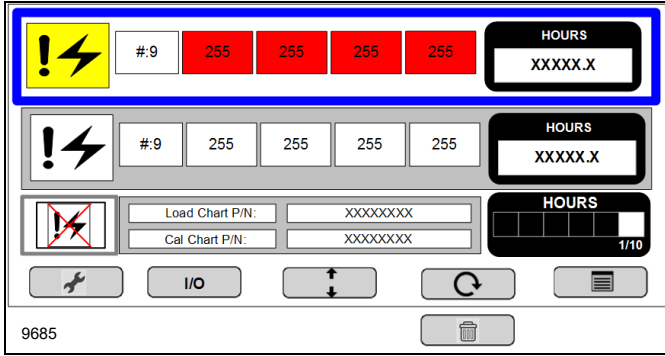 HOURS
#:9 255 255 255 255 XXXXX.X
HOURS
#:9 255 255 255 255 XXXXX.X
Load Chart P/N: XXXXXXXX HOURS
Cal Chart P/N: XXXXXXXX 1/10
I/O
9685